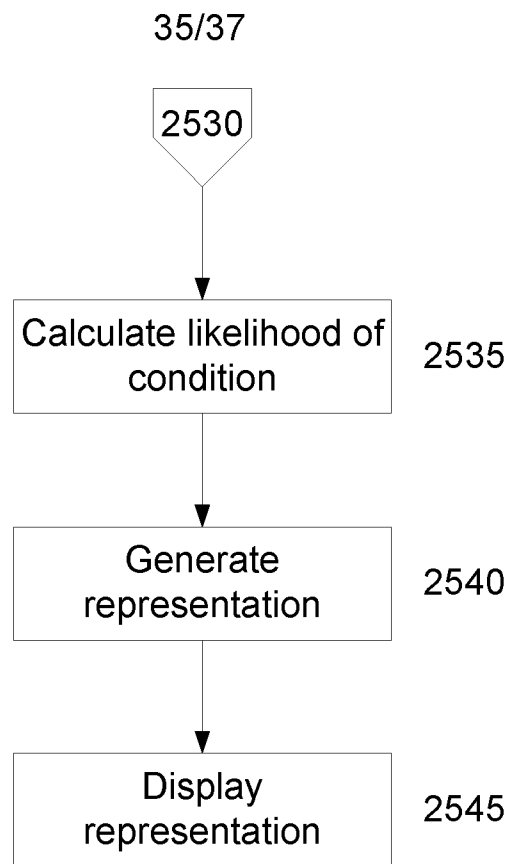 35/37
2530
Calculate likelihood of
condition
2535
Generate
representation
2540
Display
representation
2545